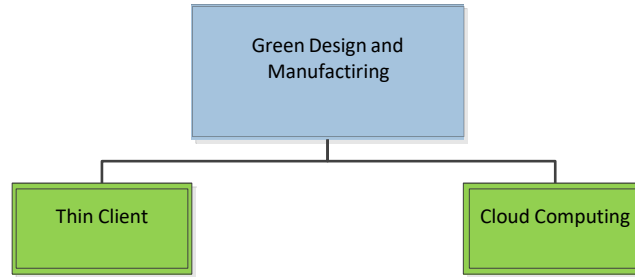 Green Design and
Manufactiring
Thin Client
Cloud Computing